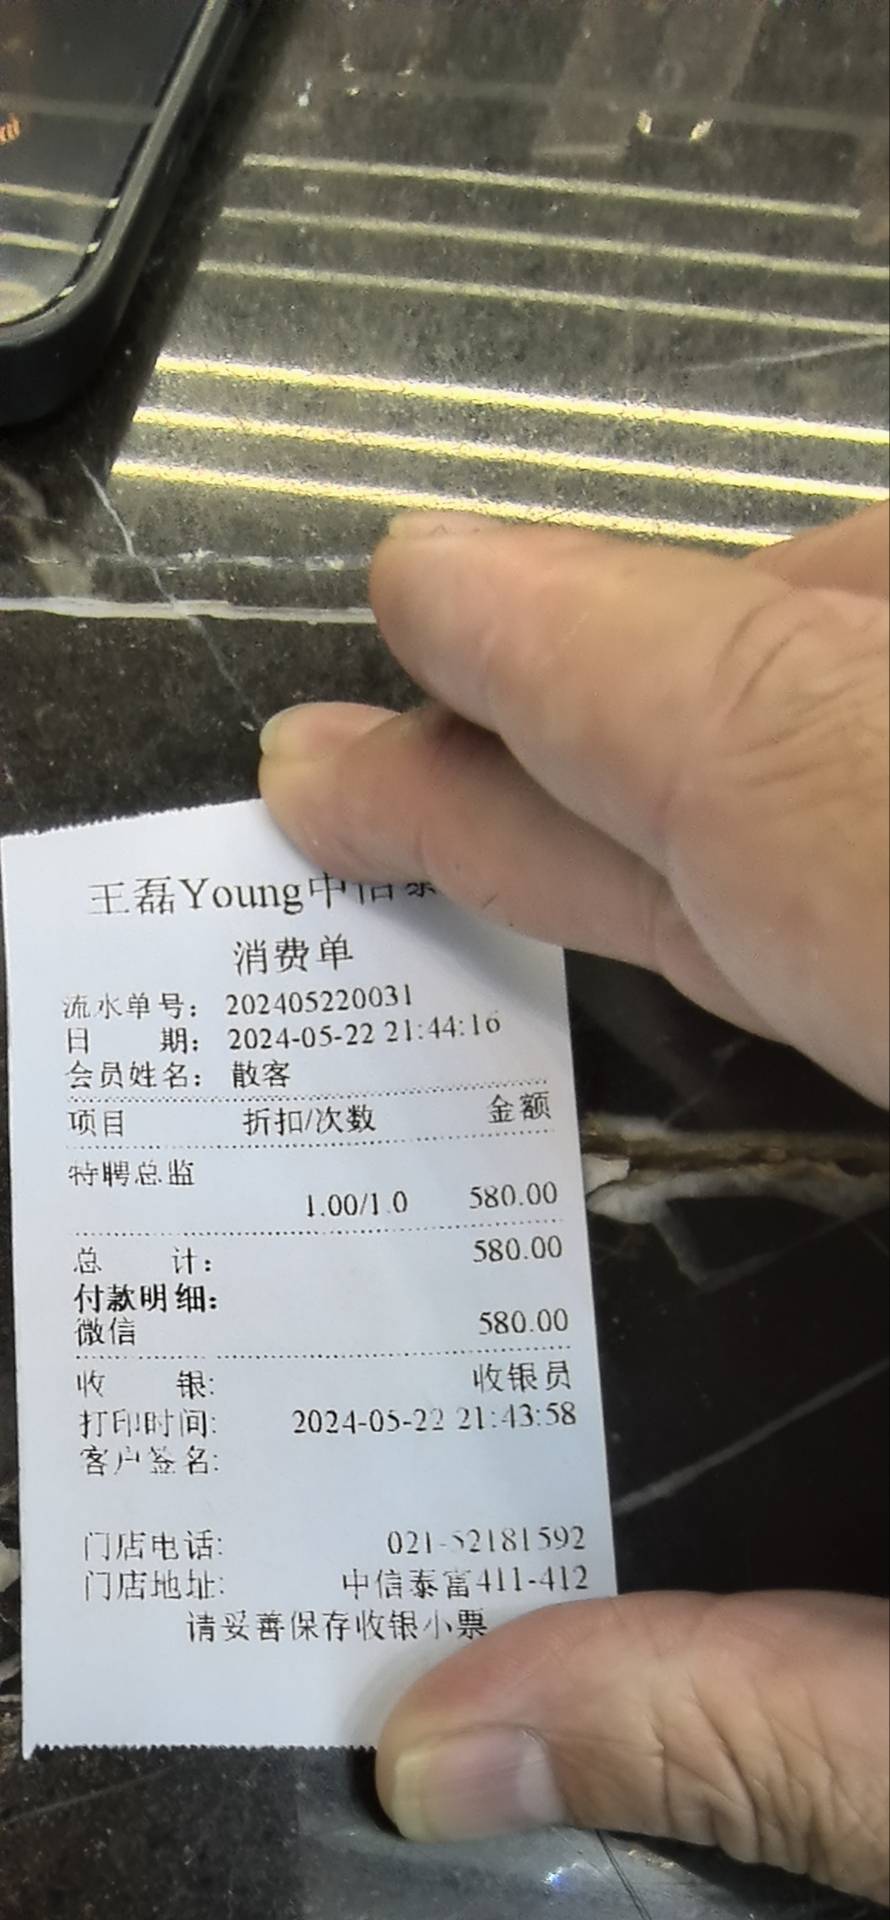 王磊Young中信泰
消费单
流水单号： 202405220031
日 期： 2024-05-22 21:44:16
会员姓名： 散客
项目 折扣/次数 金额
特聘总监
1.00/1.0 580.00
总 计： 580.00
付款明细：
微信 580.00
收 银: 收银员
打印时间: 2024-05-22 21:43:58
客户签名:
门店电话: 021-52181592
门店地址: 中信泰富411-412
请妥善保存收银小票